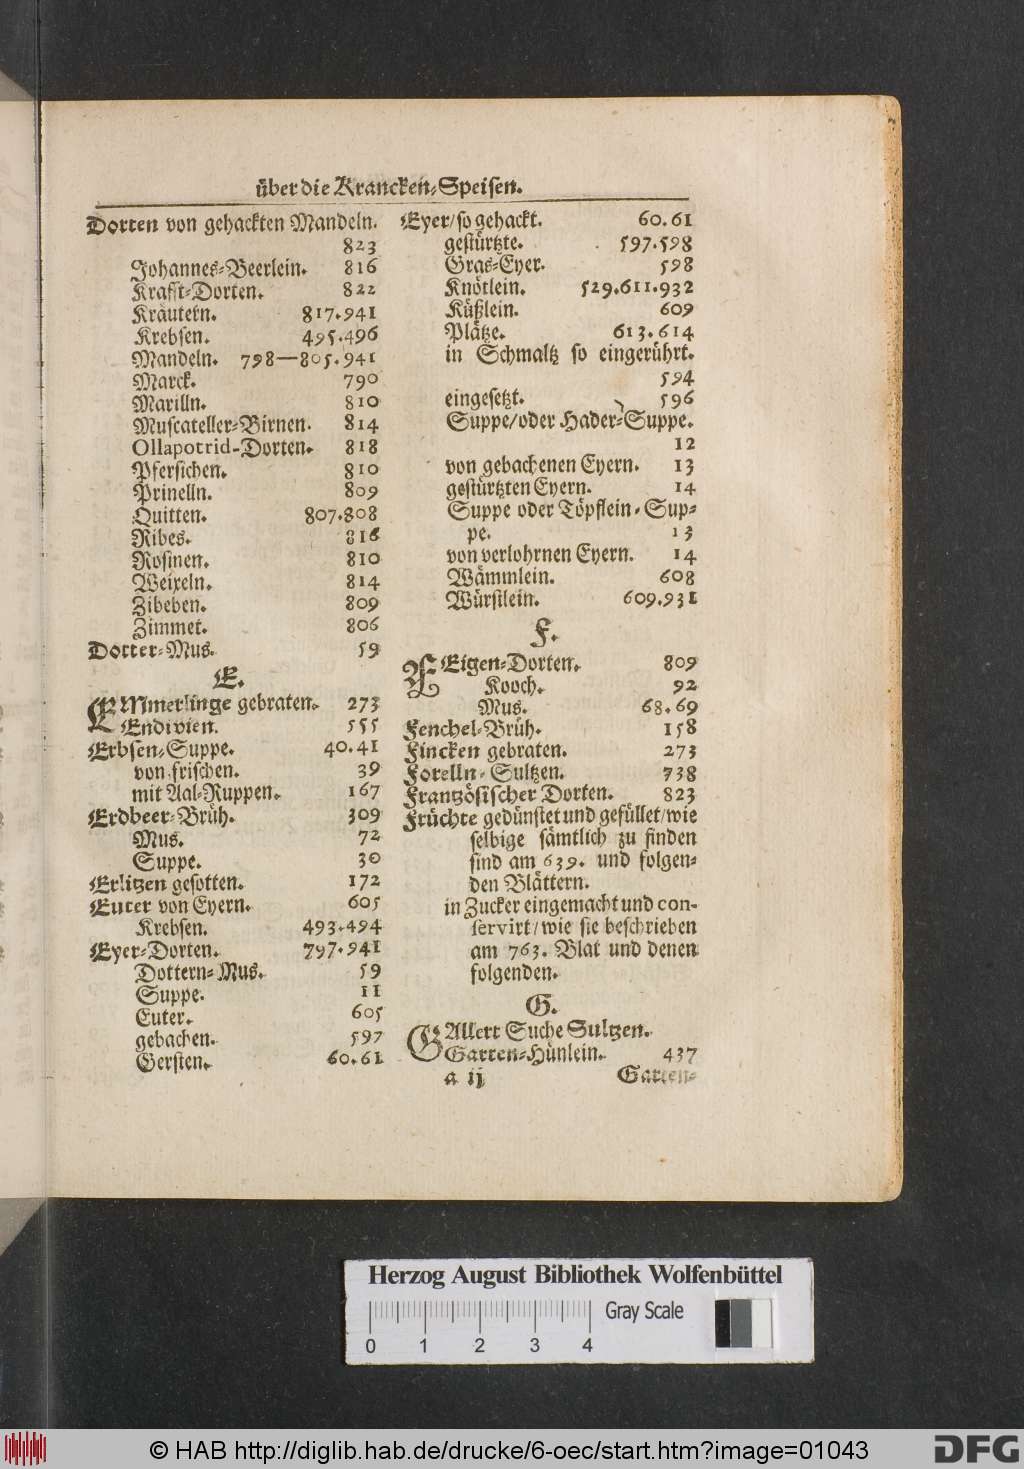 über die Krancken-Speisen.
Dorten von gehackten Mandeln.
823
Johannes-Beerlein. 816
Krafft-Dorten. 822
Kräutern. 817.941
Krebsen. 495.496
Mandeln. 798—805.941
Marck. 790
Marilln. 810
Muscateller-Birnen. 814
Ollapotrid-Dorten. 818
Pfersichen. 810
Prinelln. 809
Quitten. 807.808
Ribes. 816
Rosinen. 810
Weixeln. 814
Zibeben. 809
Zimmet. 806
Dotter-Mus. 59
E.
EMmerlinge gebraten. 273
Endivien. 555
Erbsen-Suppe. 40.41
von frischen. 39
mit Aal-Ruppen. 167
Erdbeer-Brüh. 309
Mus. 72
Suppe. 30
Erlitzen gesotten. 172
Euter von Eyern. 605
Krebsen. 493.494
Eyer-Dorten. 797.941
Dottern-Mus. 59
Suppe. 11
Euter. 605
gebachen. 597
Gersten. 60.61
Eyer/so gehackt. 60.61
gestürtzte. 597.598
Gras-Eyer. 598
Knötlein. 529.611.932
Küßlein. 609
Plätze. 613.614
in Schmaltz so eingerührt.
594
eingesetzt. 596
Suppe/oder Hader-Suppe.
12
von gebachenen Eyern. 13
gestürtzten Eyern. 14
Suppe oder Töpflein-Sup-
pe. 13
von verlohrnen Eyern. 14
Wämmlein. 608
Würstlein. 609.931
F.
FEigen-Dorten. 809
Kooch. 92
Mus. 68.69
Fenchel-Brüh. 158
Fincken gebraten. 273
Forelln-Sultzen. 738
Frantzösischer Dorten. 823
Früchte gedünstet und gefüllet/wie
selbige sämtlich zu finden
sind am 639. und folgen-
den Blättern.
in Zucker eingemacht und con-
servirt/wie sie beschrieben
am 763. Blat und denen
folgenden.
G.
GAllert Suche Sultzen.
Garten-Hünlein. 437
a ij Garten-
Herzog August Bibliothek Wolfenbüttel
Gray Scale
0 1 2 3 4
© HAB http://diglib.hab.de/drucke/6-oec/start.htm?image=01043
DFG